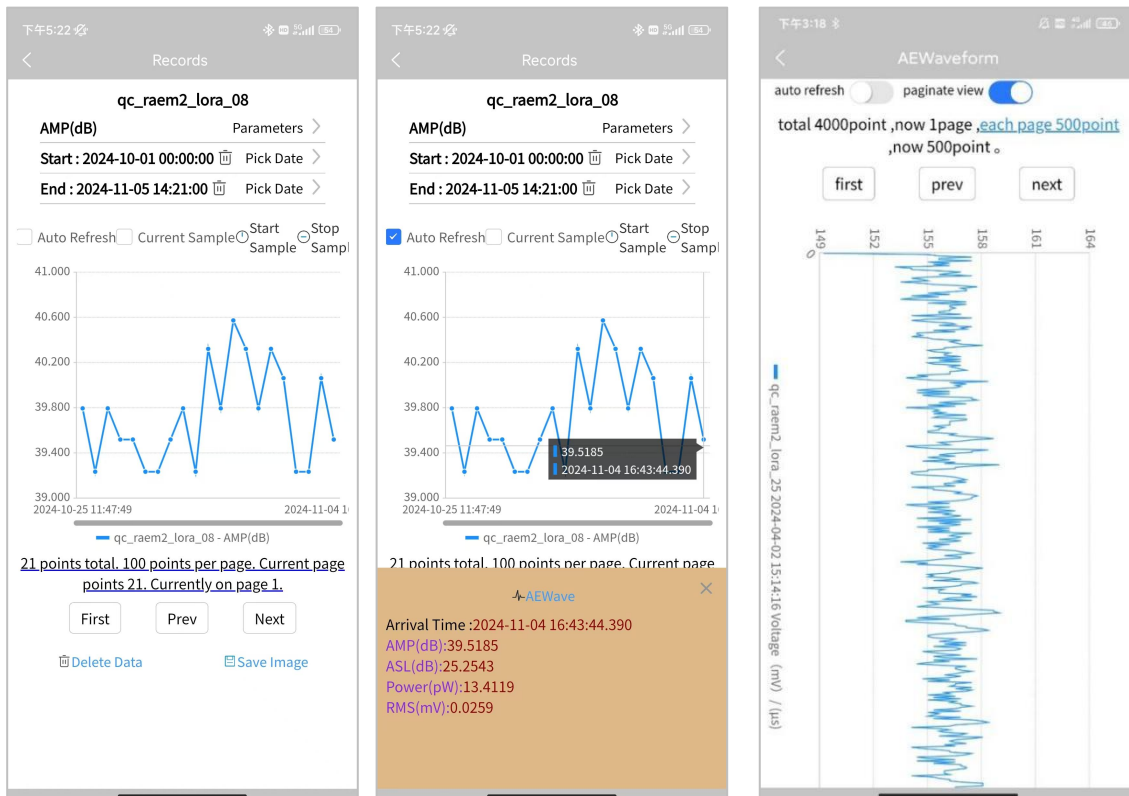 下午5:22
5G
HD
54
Records
qc_raem2_lora_08
AMP(dB) Parameters
Start : 2024-10-01 00:00:00 Pick Date
End : 2024-11-05 14:21:00 Pick Date
Auto Refresh Current Sample Start Sample Stop Sampl
41.000
40.600
40.200
39.800
39.400
39.000
2024-10-25 11:47:49 2024-11-04 1
qc_raem2_lora_08 - AMP(dB)
21 points total. 100 points per page. Current page
points 21. Currently on page 1.
First Prev Next
Delete Data Save Image
下午5:22
5G
HD
54
Records
qc_raem2_lora_08
AMP(dB) Parameters
Start : 2024-10-01 00:00:00 Pick Date
End : 2024-11-05 14:21:00 Pick Date
Auto Refresh Current Sample Start Sample Stop Sampl
41.000
40.600
40.200
39.800
39.400
39.000
39.5185
2024-11-04 16:43:44.390
2024-10-25 11:47:49 2024-11-04 1
qc_raem2_lora_08 - AMP(dB)
21 points total. 100 points per page. Current page
AEWave
Arrival Time :2024-11-04 16:43:44.390
AMP(dB):39.5185
ASL(dB):25.2543
Power(pW):13.4119
RMS(mV):0.0259
下午3:18
AEWaveform
auto refresh paginate view
total 4000point ,now 1page ,each page 500point
,now 500point 。
first prev next
149 152 155 158 161 164
0
qc_raem2_lora_25 2024-04-02 15:14:16 Voltage（mV）/ (μs)